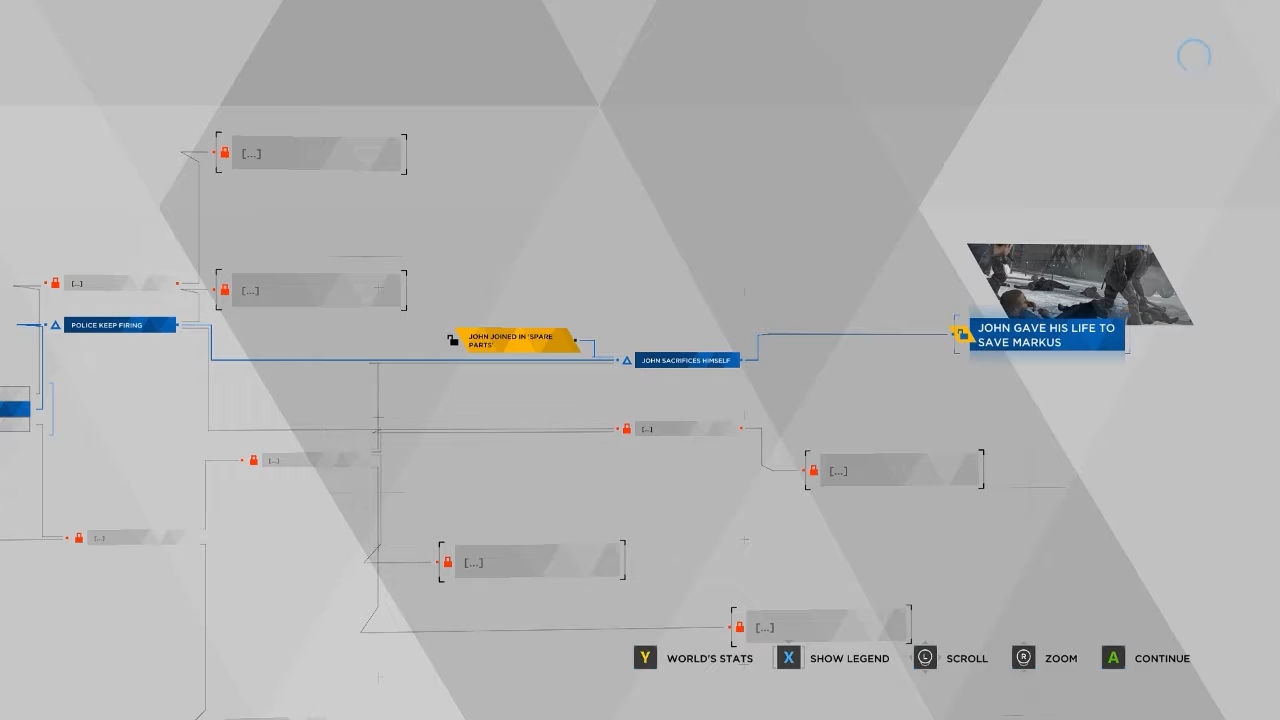 [...]
[...]
[...]
POLICE KEEP FIRING
JOHN JOINED IN 'SPARE
PARTS'
JOHN SACRIFICES HIMSELF
JOHN GAVE HIS LIFE TO
SAVE MARKUS
[...]
[...]
[...]
[...]
[...]
[...]
Y WORLD'S STATS
X SHOW LEGEND
L SCROLL
R ZOOM
A CONTINUE